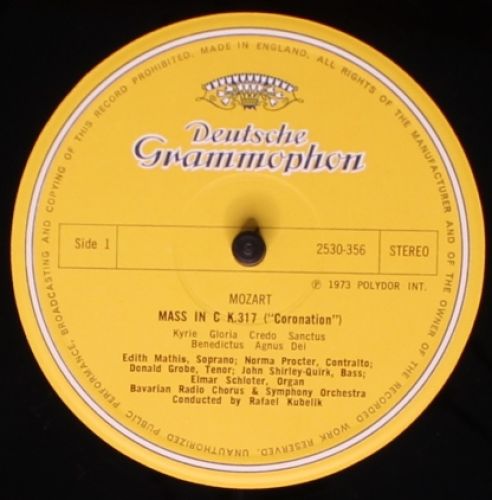 PERFORMANCE, BROADCASTING AND COPYING OF THIS RECORD PROHIBITED. MADE IN ENGLAND. ALL RIGHTS OF THE MANUFACTURER AND OF THE OWNER OF THE RECORDED WORK RESERVED. UNAUTHORIZED PUBLIC
Deutsche
Grammophon
Side 1
2530-356
STEREO
℗ 1973 POLYDOR INT.
MOZART
MASS IN C K.317 ("Coronation")
Kyrie Gloria Credo Sanctus
Benedictus Agnus Dei
Edith Mathis, Soprano; Norma Procter, Contralto;
Donald Grobe, Tenor; John Shirley-Quirk, Bass;
Elmar Schloter, Organ
Bavarian Radio Chorus & Symphony Orchestra
Conducted by Rafael Kubelik